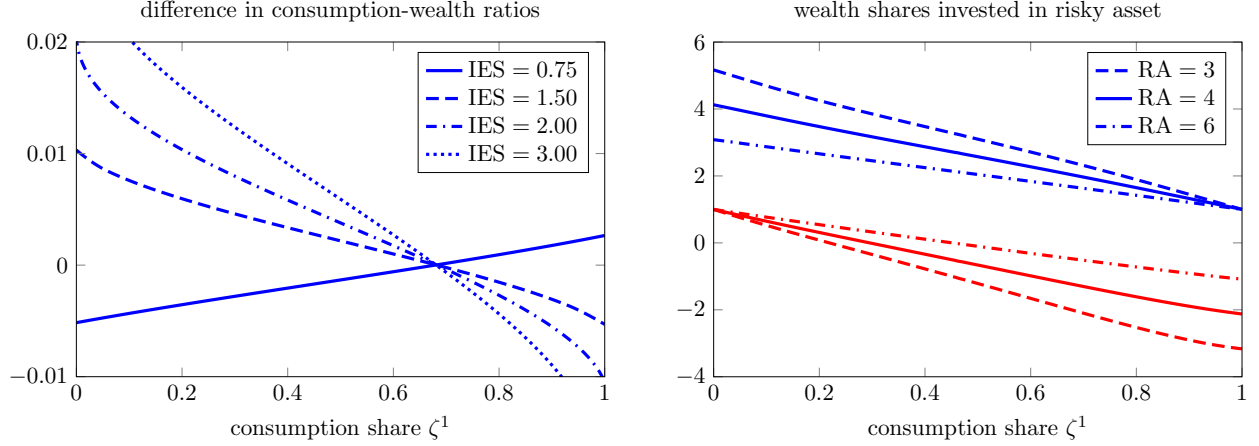 difference in consumption-wealth ratios
0.02
0.01
0
−0.01
0
0.2
0.4
0.6
0.8
1
consumption share ζ¹
IES = 0.75
IES = 1.50
IES = 2.00
IES = 3.00
wealth shares invested in risky asset
6
4
2
0
−2
−4
0
0.2
0.4
0.6
0.8
1
consumption share ζ¹
RA = 3
RA = 4
RA = 6